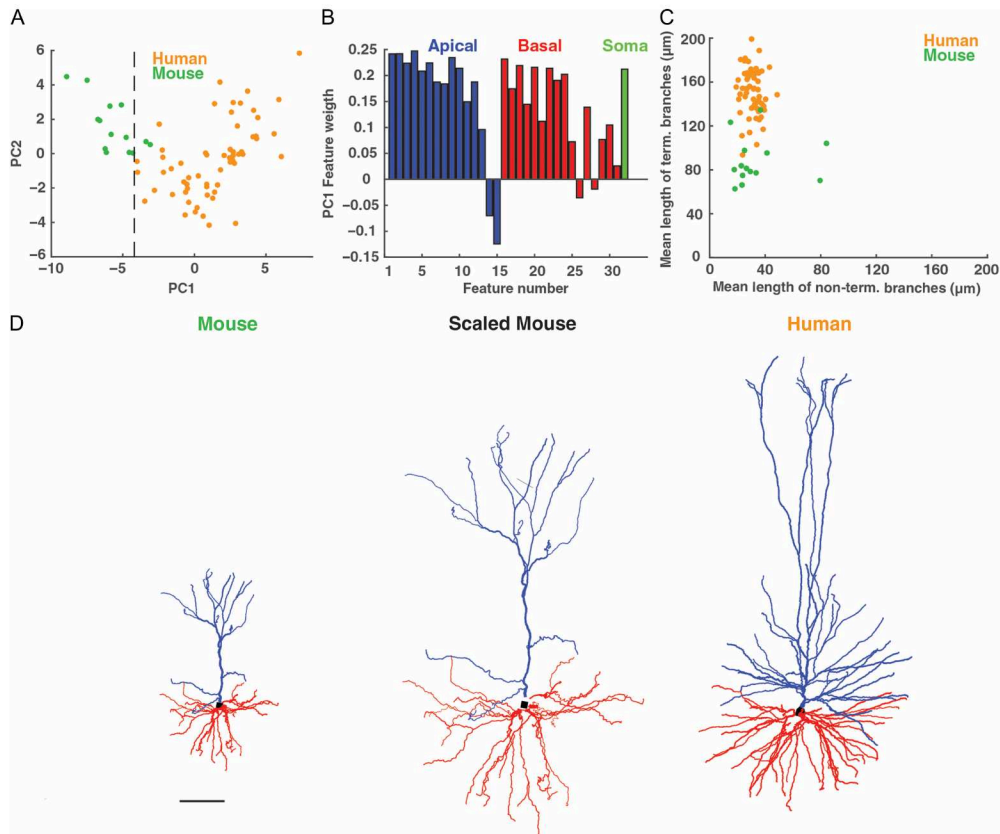 A
Human
Mouse
6
4
2
0
−2
−4
−6
−10
−5
0
5
PC2
PC1
B
Apical
Basal
Soma
0.25
0.2
0.15
0.1
0.05
0
−0.05
−0.1
−0.15
1
5
10
15
20
25
30
PC1 Feature weigth
Feature number
C
Human
Mouse
200
160
120
80
40
0
0
40
80
120
160
200
Mean length of term. branches (μm)
Mean length of non-term. branches (μm)
D
Mouse
Scaled Mouse
Human